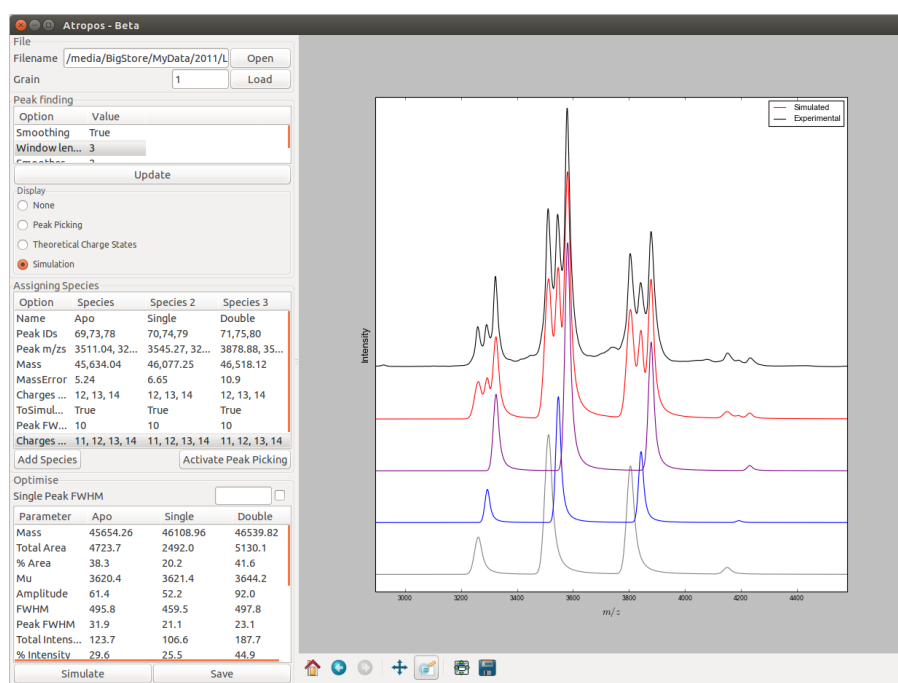 Atropos - Beta
File
Filename /media/BigStore/MyData/2011/L Open
Grain 1 Load
Peak finding
Option Value
Smoothing True
Window len... 3
Smoother
Update
Display
None
Peak Picking
Theoretical Charge States
Simulation
Assigning Species
Option Species Species 2 Species 3
Name Apo Single Double
Peak IDs 69,73,78 70,74,79 71,75,80
Peak m/zs 3511.04, 32... 3545.27, 32... 3878.88, 35...
Mass 45,634.04 46,077.25 46,518.12
MassError 5.24 6.65 10.9
Charges ... 12, 13, 14 12, 13, 14 12, 13, 14
ToSimul... True True True
Peak FW... 10 10 10
Charges ... 11, 12, 13, 14 11, 12, 13, 14 11, 12, 13, 14
Add Species Activate Peak Picking
Optimise
Single Peak FWHM
Parameter Apo Single Double
Mass 45654.26 46108.96 46539.82
Total Area 4723.7 2492.0 5130.1
% Area 38.3 20.2 41.6
Mu 3620.4 3621.4 3644.2
Amplitude 61.4 52.2 92.0
FWHM 495.8 459.5 497.8
Peak FWHM 31.9 21.1 23.1
Total Intens... 123.7 106.6 187.7
% Intensity 29.6 25.5 44.9
Simulate Save
Simulated
Experimental
Intensity
3000 3200 3400 3600 3800 4000 4200 4400
m/z